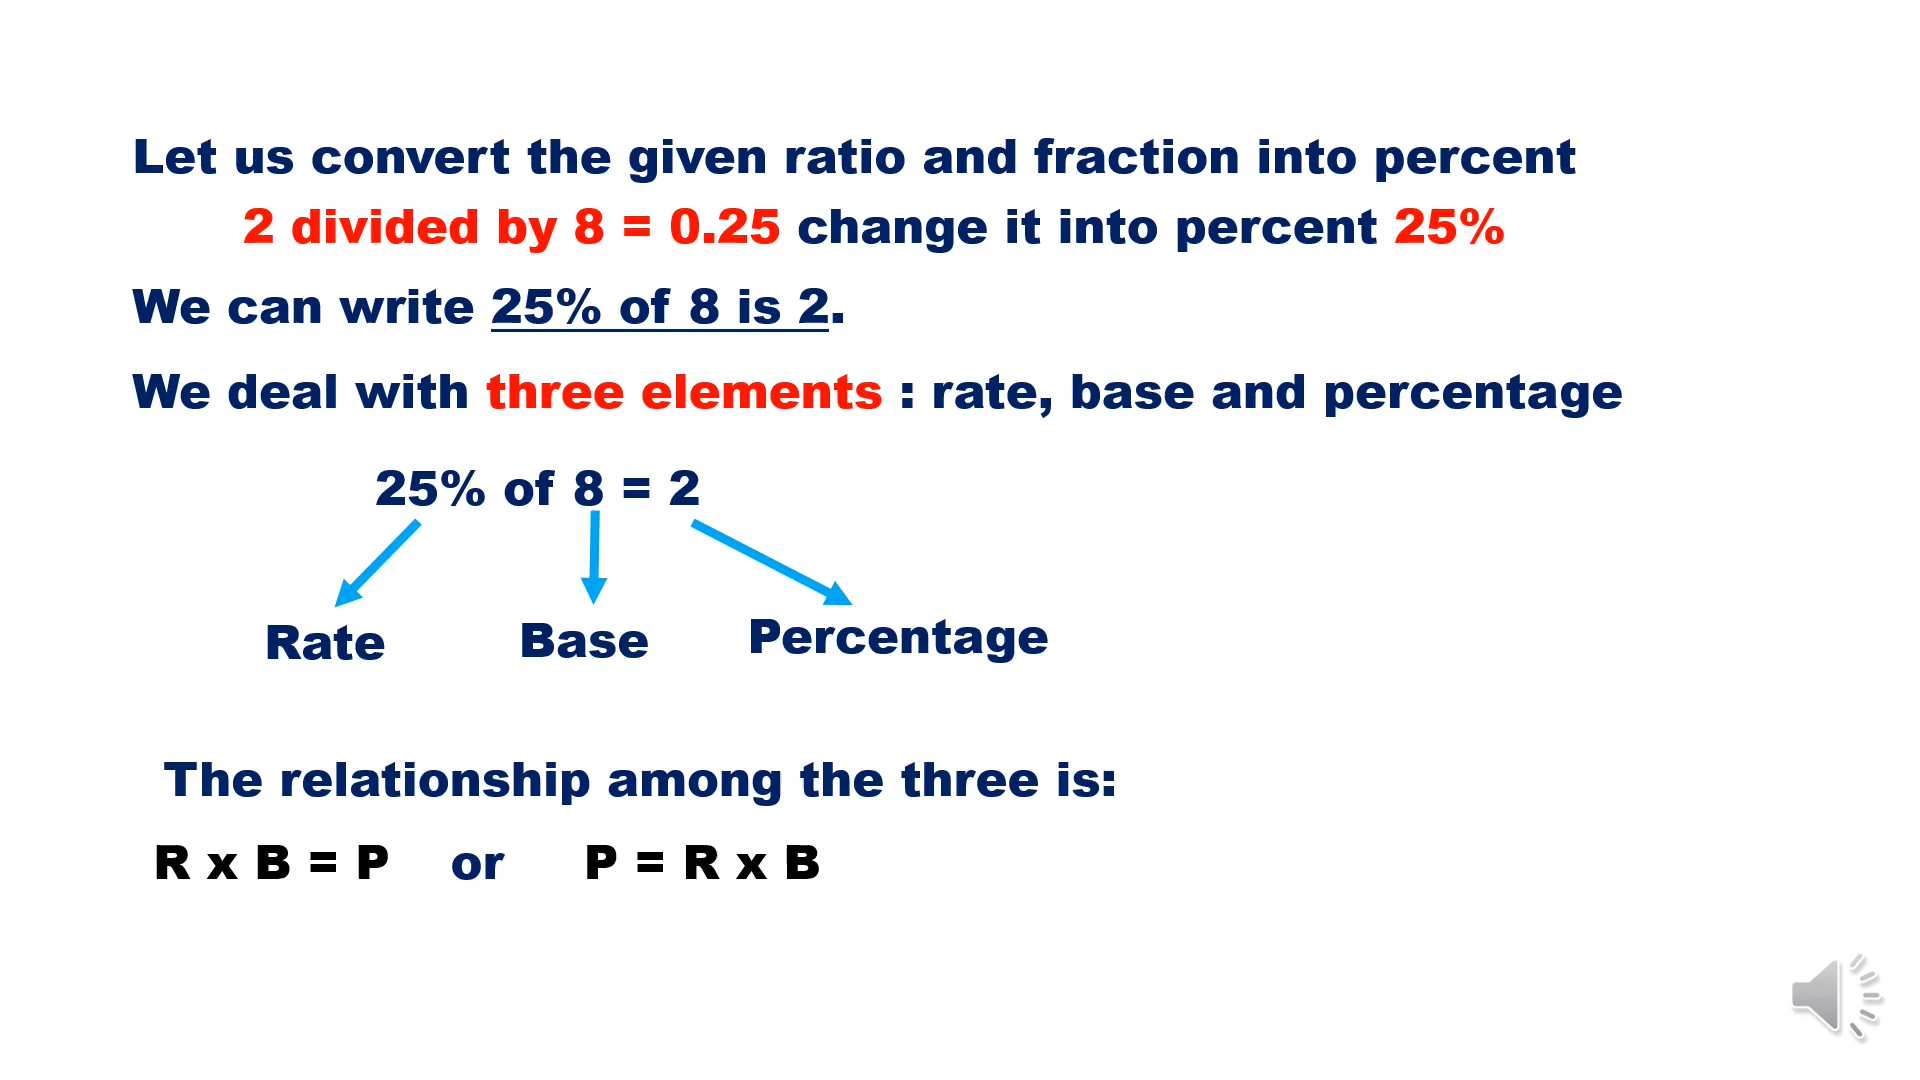 Let us convert the given ratio and fraction into percent
2 divided by 8 = 0.25 change it into percent 25%
We can write 25% of 8 is 2.
We deal with three elements : rate, base and percentage
25% of 8 = 2
Rate Base Percentage
The relationship among the three is:
R x B = P or P = R x B